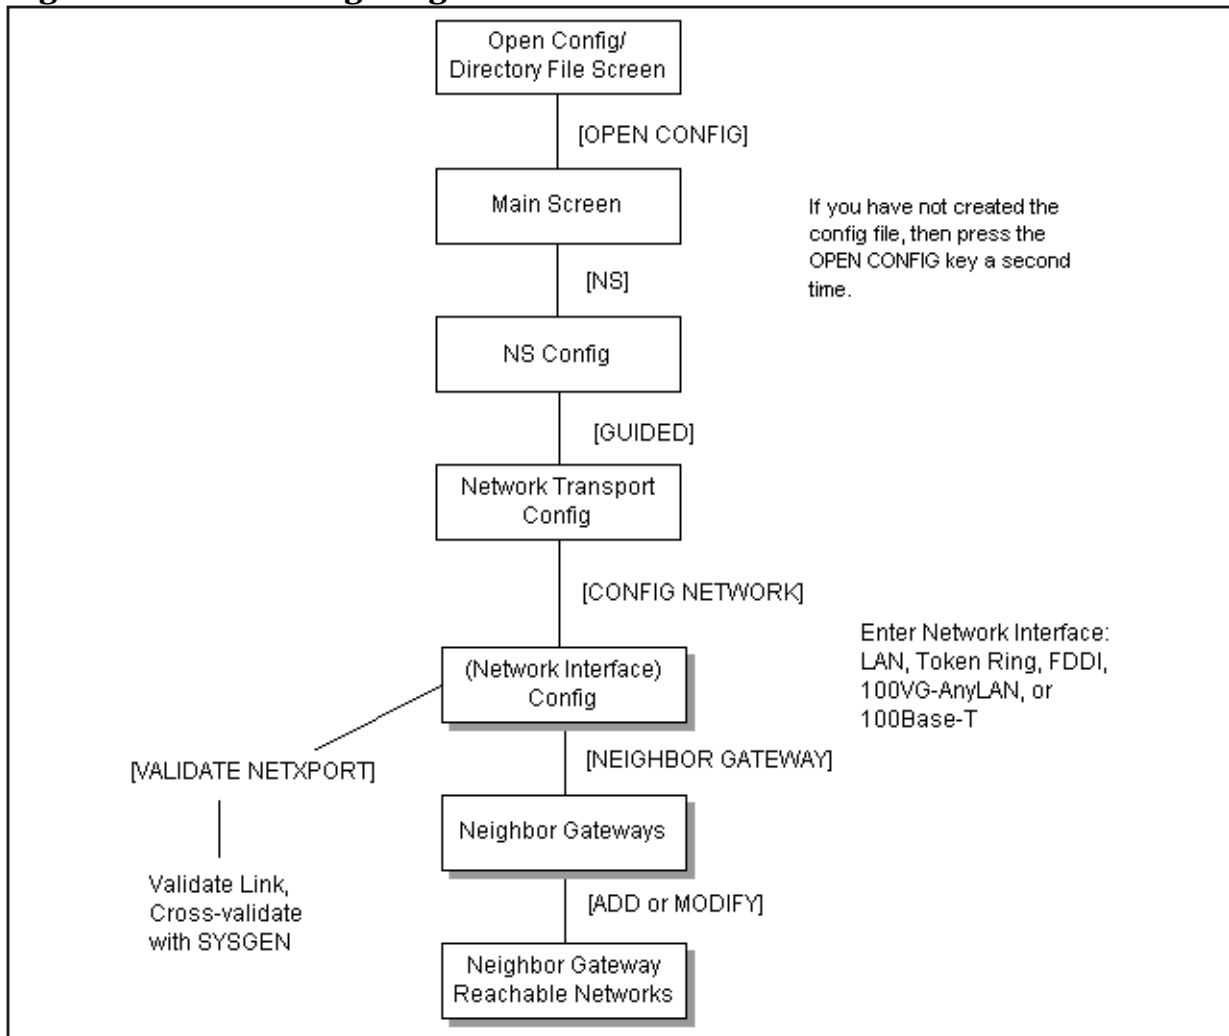 Open Config/
Directory File Screen
[OPEN CONFIG]
Main Screen
If you have not created the
config file, then press the
OPEN CONFIG key a second
time.
[NS]
NS Config
[GUIDED]
Network Transport
Config
[CONFIG NETWORK]
Enter Network Interface:
LAN, Token Ring, FDDI,
100VG-AnyLAN, or
100Base-T
(Network Interface)
Config
[VALIDATE NETXPORT]
[NEIGHBOR GATEWAY]
Neighbor Gateways
Validate Link,
Cross-validate
with SYSGEN
[ADD or MODIFY]
Neighbor Gateway
Reachable Networks